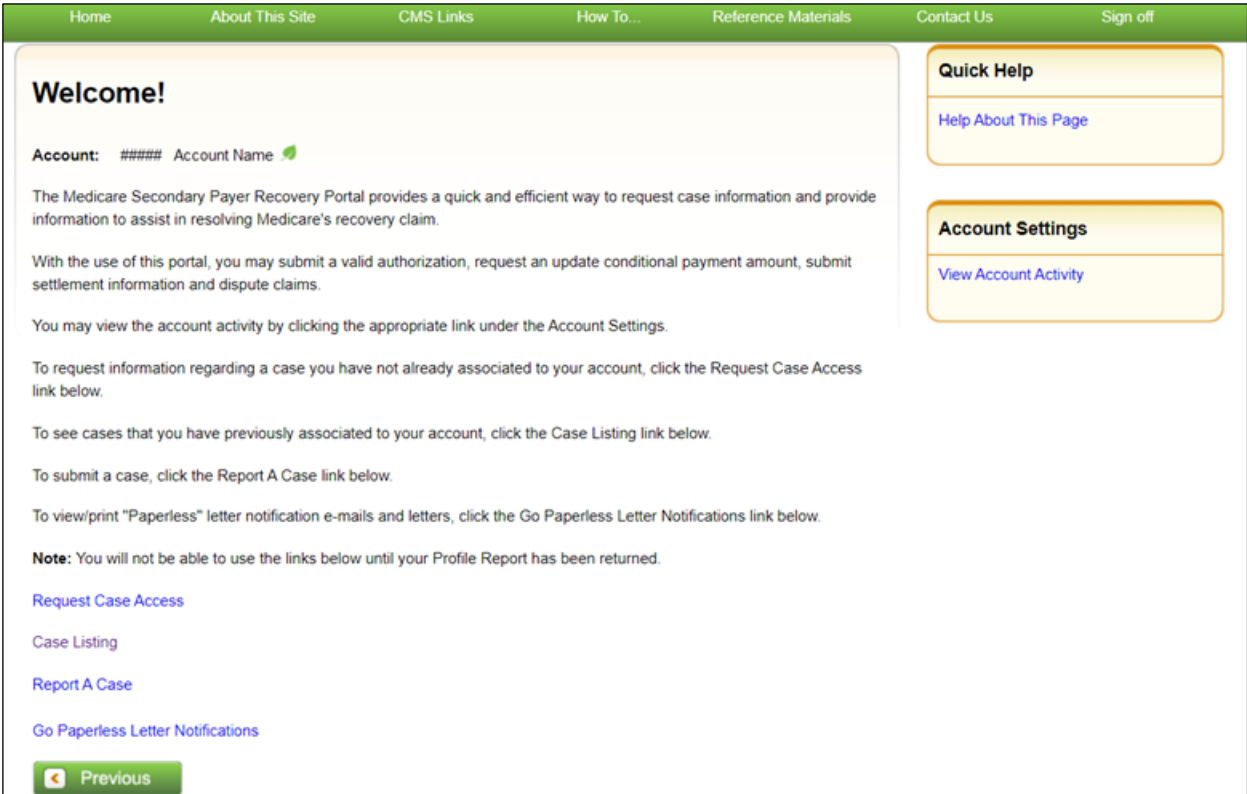 Home About This Site CMS Links How To... Reference Materials Contact Us Sign off
Welcome!
Account: ##### Account Name
The Medicare Secondary Payer Recovery Portal provides a quick and efficient way to request case information and provide
information to assist in resolving Medicare's recovery claim.
With the use of this portal, you may submit a valid authorization, request an update conditional payment amount, submit
settlement information and dispute claims.
You may view the account activity by clicking the appropriate link under the Account Settings.
To request information regarding a case you have not already associated to your account, click the Request Case Access
link below.
To see cases that you have previously associated to your account, click the Case Listing link below.
To submit a case, click the Report A Case link below.
To view/print "Paperless" letter notification e-mails and letters, click the Go Paperless Letter Notifications link below.
Note: You will not be able to use the links below until your Profile Report has been returned.
Request Case Access
Case Listing
Report A Case
Go Paperless Letter Notifications
Previous
Quick Help
Help About This Page
Account Settings
View Account Activity